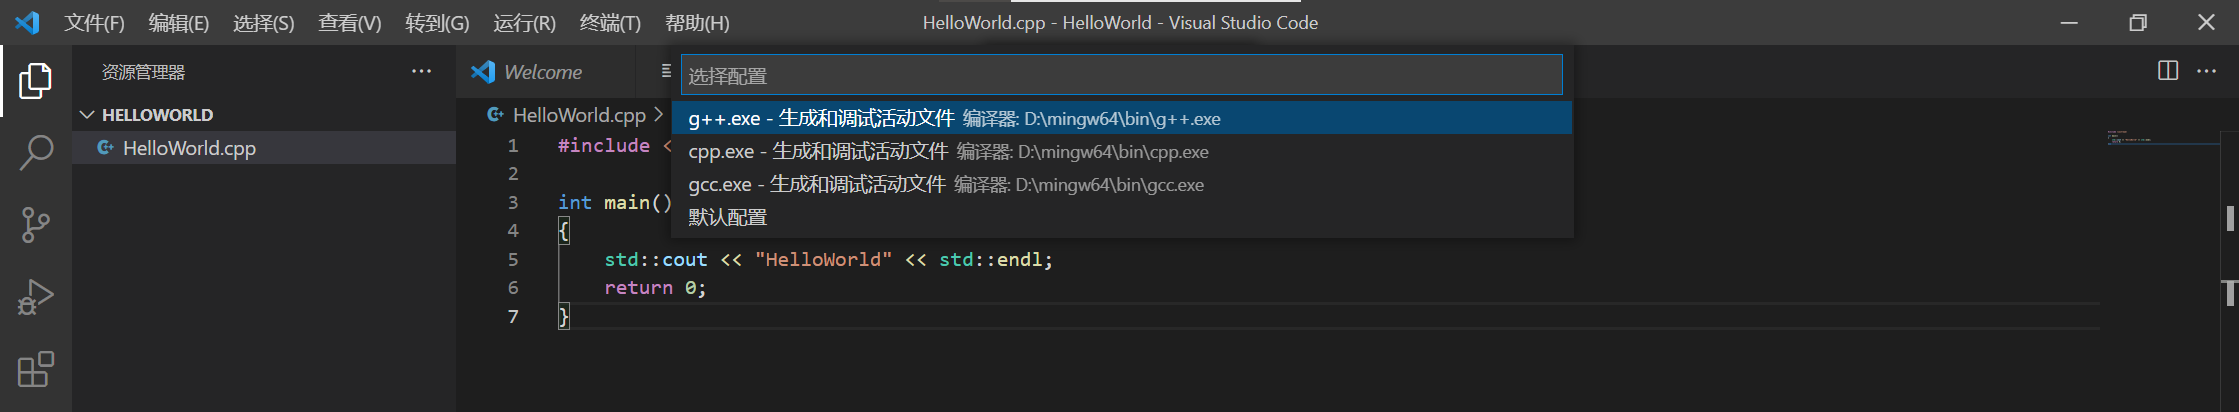 文件(F) 编辑(E) 选择(S) 查看(V) 转到(G) 运行(R) 终端(T) 帮助(H) HelloWorld.cpp - HelloWorld - Visual Studio Code
资源管理器
HELLOWORLD
HelloWorld.cpp
Welcome
选择配置
g++.exe - 生成和调试活动文件 编译器: D:\mingw64\bin\g++.exe
cpp.exe - 生成和调试活动文件 编译器: D:\mingw64\bin\cpp.exe
gcc.exe - 生成和调试活动文件 编译器: D:\mingw64\bin\gcc.exe
默认配置
HelloWorld.cpp >
1 #include <
2
3 int main()
4 {
5 std::cout << "HelloWorld" << std::endl;
6 return 0;
7 }